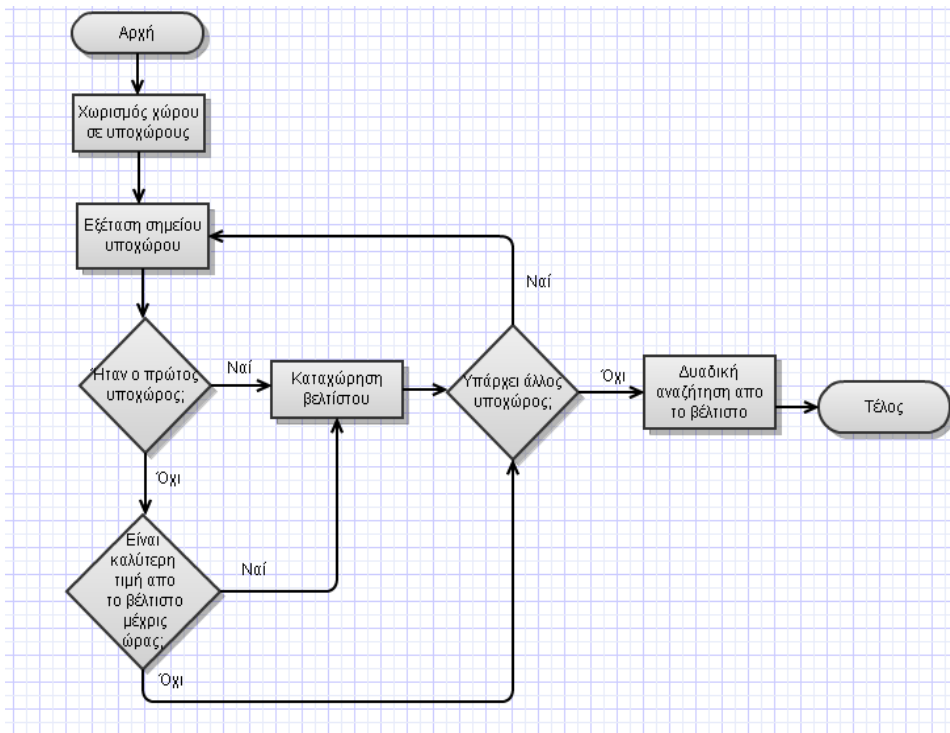 Αρχή
Χωρισμός χώρου
σε υποχώρους
Εξέταση σημείου
υποχώρου
Ναί
Ήταν ο πρώτος
υποχώρος;
Ναί
Καταχώρηση
βελτίστου
Υπάρχει άλλος
υποχώρος;
Όχι
Δυαδική
αναζήτηση απο
το βέλτιστο
Τέλος
Όχι
Είναι
καλύτερη
τιμή απο
το βέλτιστο
μέχρις
ώρας;
Ναί
Όχι